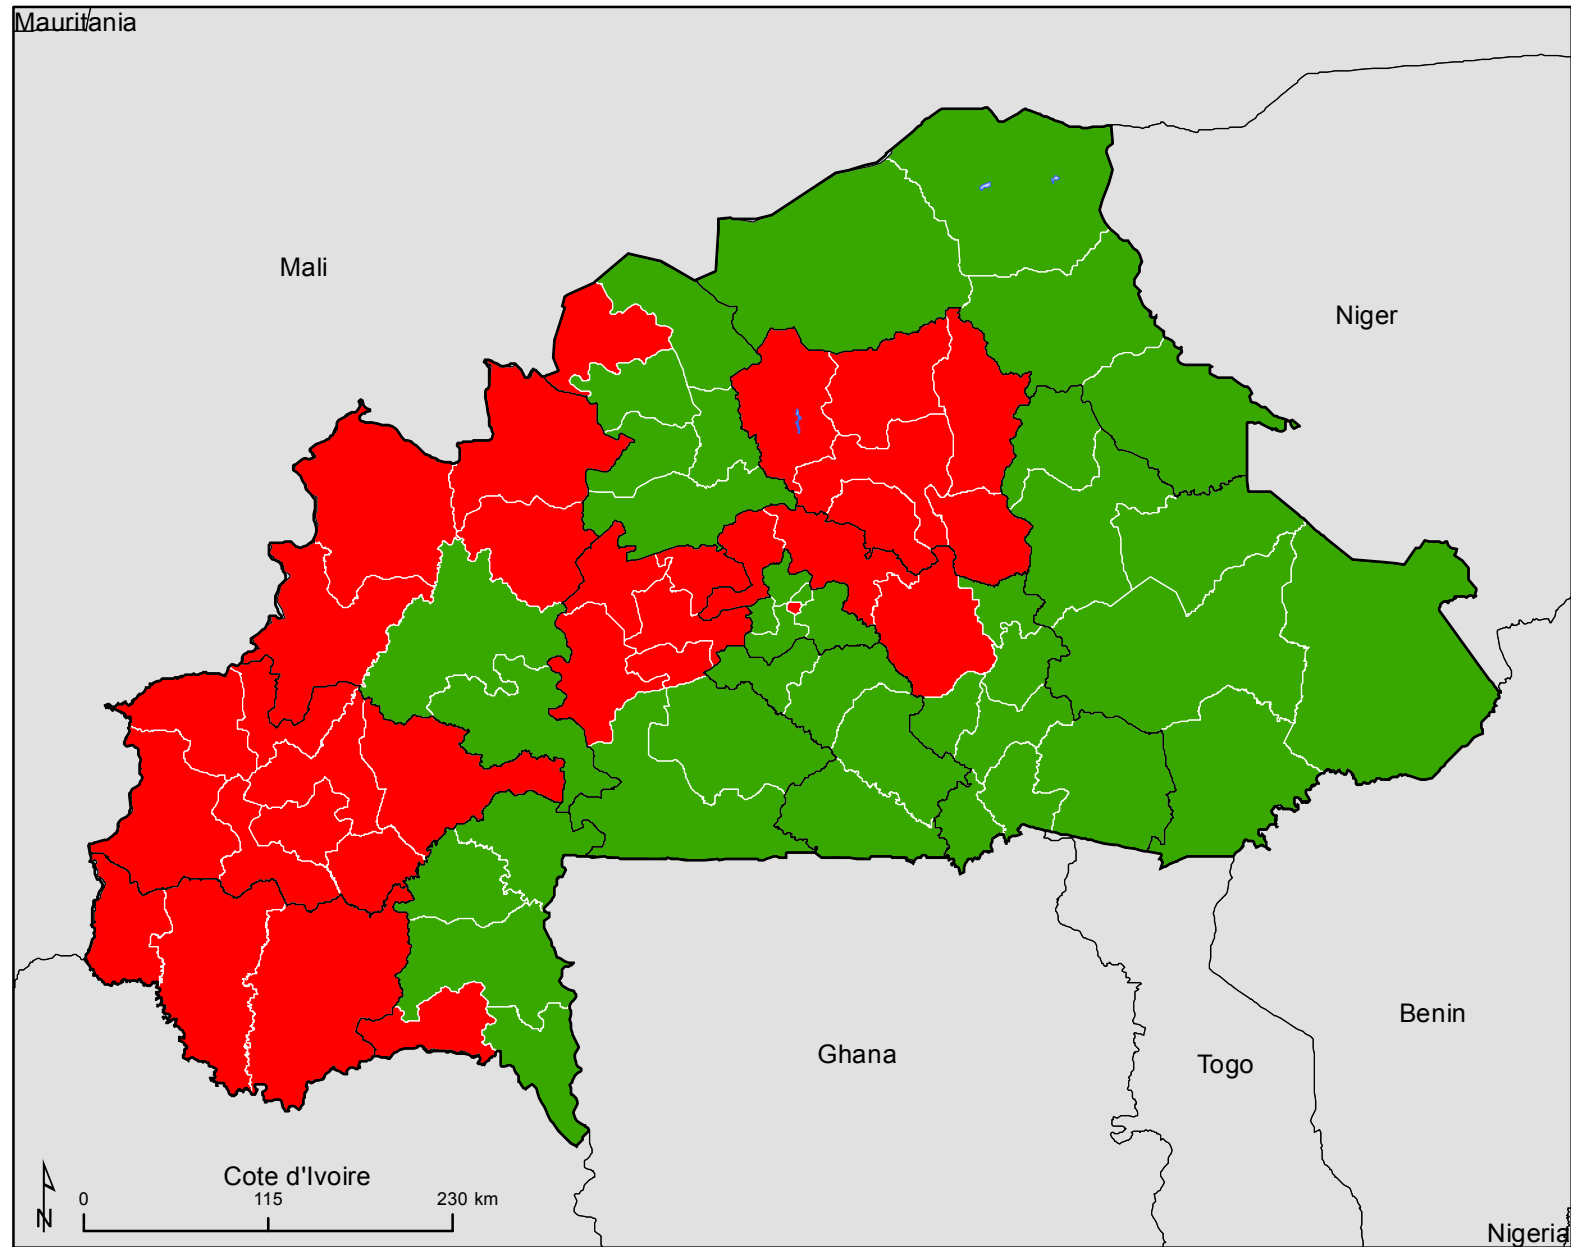 Mauritania
Mali
Niger
Benin
Ghana
Togo
Cote d'Ivoire
0 115 230 km
N
Nigeria